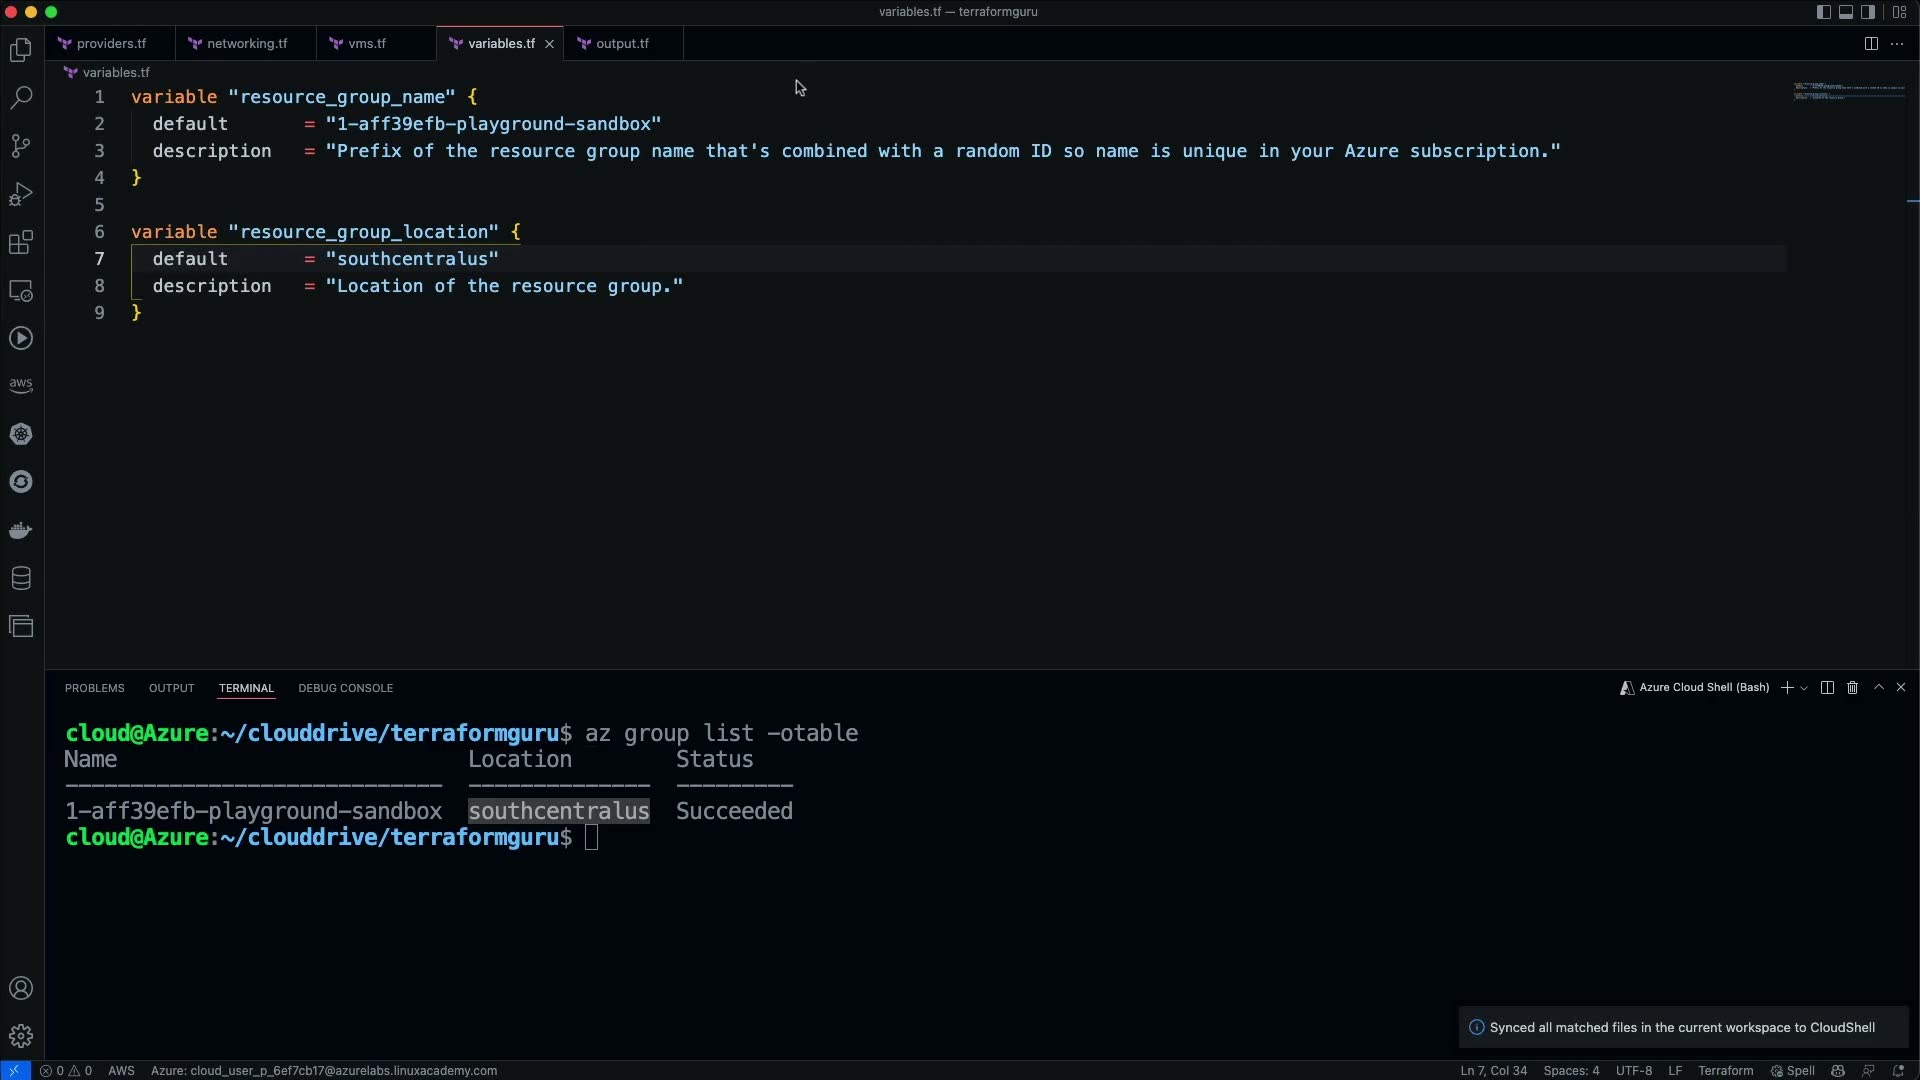 variables.tf — terraformguru
providers.tf
networking.tf
vms.tf
variables.tf
output.tf
variables.tf
1 variable "resource_group_name" {
2 default = "1-aff39efb-playground-sandbox"
3 description = "Prefix of the resource group name that's combined with a random ID so name is unique in your Azure subscription."
4 }
5
6 variable "resource_group_location" {
7 default = "southcentralus"
8 description = "Location of the resource group."
9 }
aws
PROBLEMS OUTPUT TERMINAL DEBUG CONSOLE
Azure Cloud Shell (Bash)
cloud@Azure:~/clouddrive/terraformguru$ az group list -otable
Name Location Status
----------------------------- -------------- ---------
1-aff39efb-playground-sandbox southcentralus Succeeded
cloud@Azure:~/clouddrive/terraformguru$
Synced all matched files in the current workspace to CloudShell
0 0 AWS Azure: cloud_user_p_6ef7cb17@azurelabs.linuxacademy.com Ln 7, Col 34 Spaces: 4 UTF-8 LF Terraform Spell